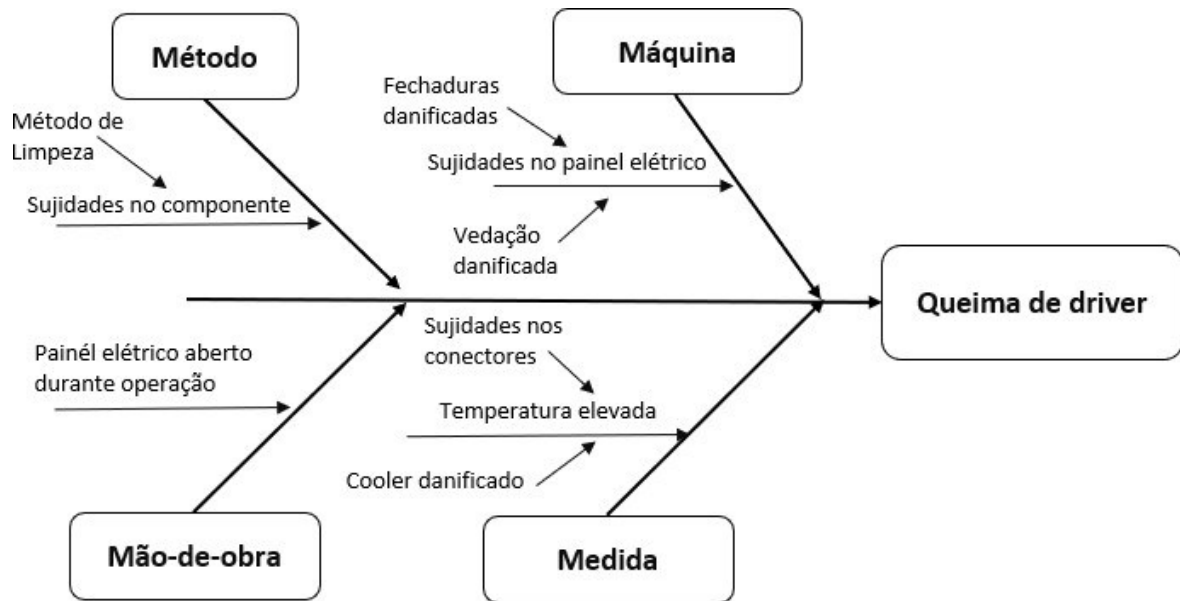 Método
Máquina
Fechaduras
danificadas
Método de
Limpeza
Sujidades no painel elétrico
Sujidades no componente
Vedação
danificada
Queima de driver
Sujidades nos
conectores
Painél elétrico aberto
durante operação
Temperatura elevada
Cooler danificado
Mão-de-obra
Medida